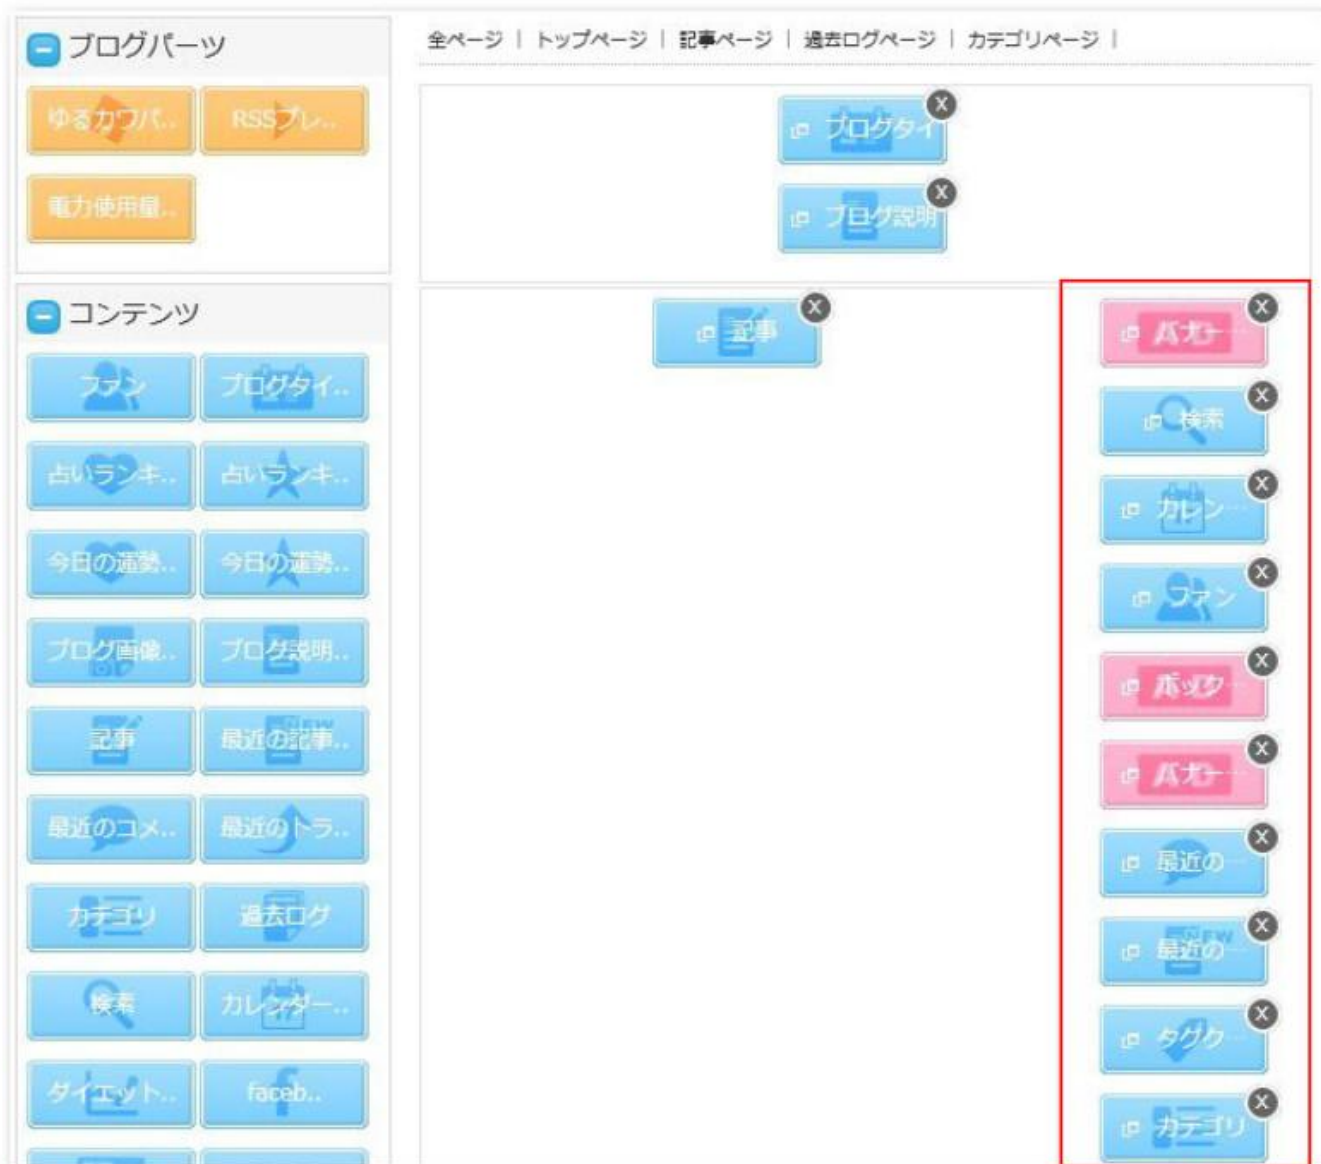 ブログパーツ
ゆるカワパ..
RSSプレ..
電力使用量..
コンテンツ
ファン
ブログタイ..
占いランキ..
占いランキ..
今日の運勢..
今日の運勢..
ブログ画像..
ブログ説明..
記事
最近の記事..
最近のコメ..
最近のトラ..
カテゴリ
過去ログ
検索
カレンダー..
ダイエット..
faceb..
全ページ | トップページ | 記事ページ | 過去ログページ | カテゴリページ |
ブログタイ
X
ブログ説明
X
記事
X
バナー…
X
検索
X
カレン…
X
ファン
X
ボック…
X
バナー…
X
最近の…
X
最近の…
X
タグク…
X
カテゴリ
X